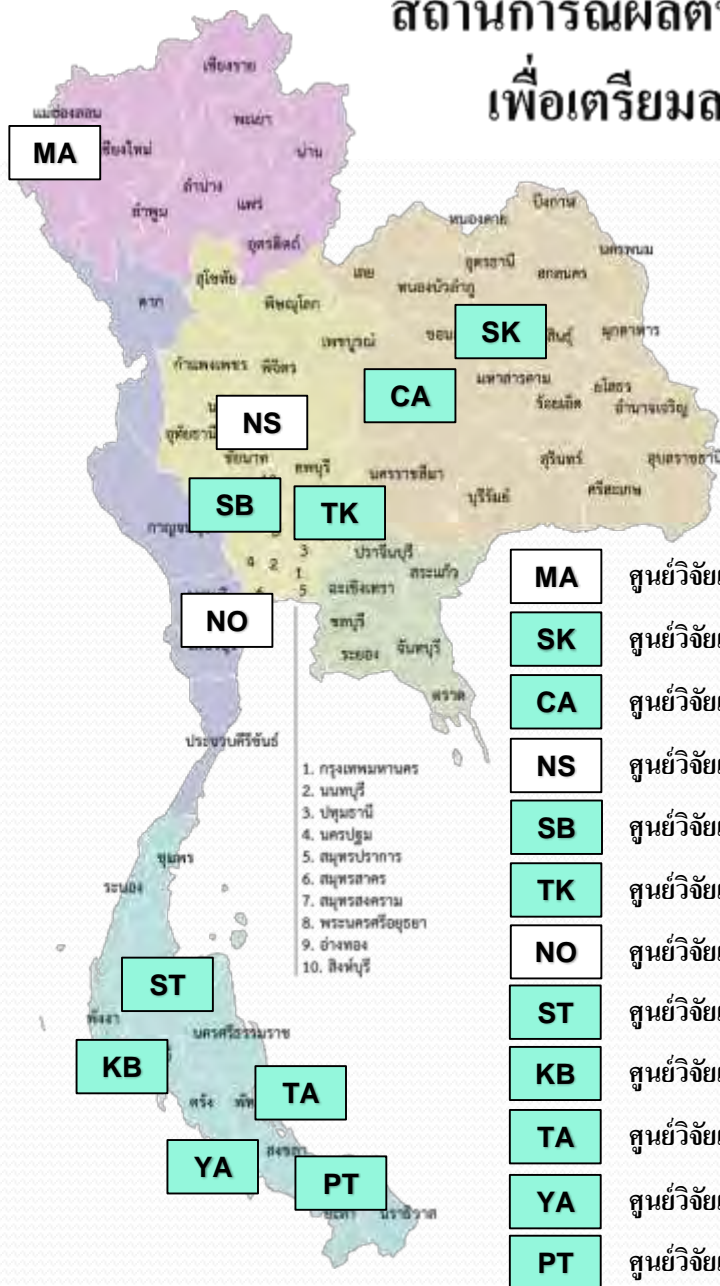 สถานการณ์ผลิต
เพื่อเตรียม
เชียงราย
แม่ฮ่องสอน
พะเยา
MA
เชียงใหม่
น่าน
ลำปาง
ลำพูน
แพร่
อุตรดิตถ์
บึงกาฬ
หนองคาย
สุโขทัย
เลย
อุดรธานี
นครพนม
สกลนคร
หนองบัวลำภู
ตาก
พิษณุโลก
เพชรบูรณ์
SK
มุกดาหาร
กำแพงเพชร
พิจิตร
CA
มหาสารคาม
ยโสธร
ร้อยเอ็ด
อำนาจเจริญ
NS
อุทัยธานี
ชัยนาท
ลพบุรี
นครราชสีมา
สุรินทร์
อุบลราชธานี
บุรีรัมย์
ศรีสะเกษ
SB
TK
3
ปราจีนบุรี
4 2
1
สระแก้ว
5
ฉะเชิงเทรา
NO
ชลบุรี
ระยอง
จันทบุรี
ตราด
ประจวบคีรีขันธ์
1. กรุงเทพมหานคร
2. นนทบุรี
3. ปทุมธานี
4. นครปฐม
5. สมุทรปราการ
6. สมุทรสาคร
7. สมุทรสงคราม
8. พระนครศรีอยุธยา
9. อ่างทอง
10. สิงห์บุรี
ชุมพร
ระนอง
ST
พังงา
นครศรีธรรมราช
KB
ตรัง
TA
สงขลา
YA
PT
ยะลา
นราธิวาส
MA ศูนย์วิจัย
SK ศูนย์วิจัย
CA ศูนย์วิจัย
NS ศูนย์วิจัย
SB ศูนย์วิจัย
TK ศูนย์วิจัย
NO ศูนย์วิจัย
ST ศูนย์วิจัย
KB ศูนย์วิจัย
TA ศูนย์วิจัย
YA ศูนย์วิจัย
PT ศูนย์วิจัย